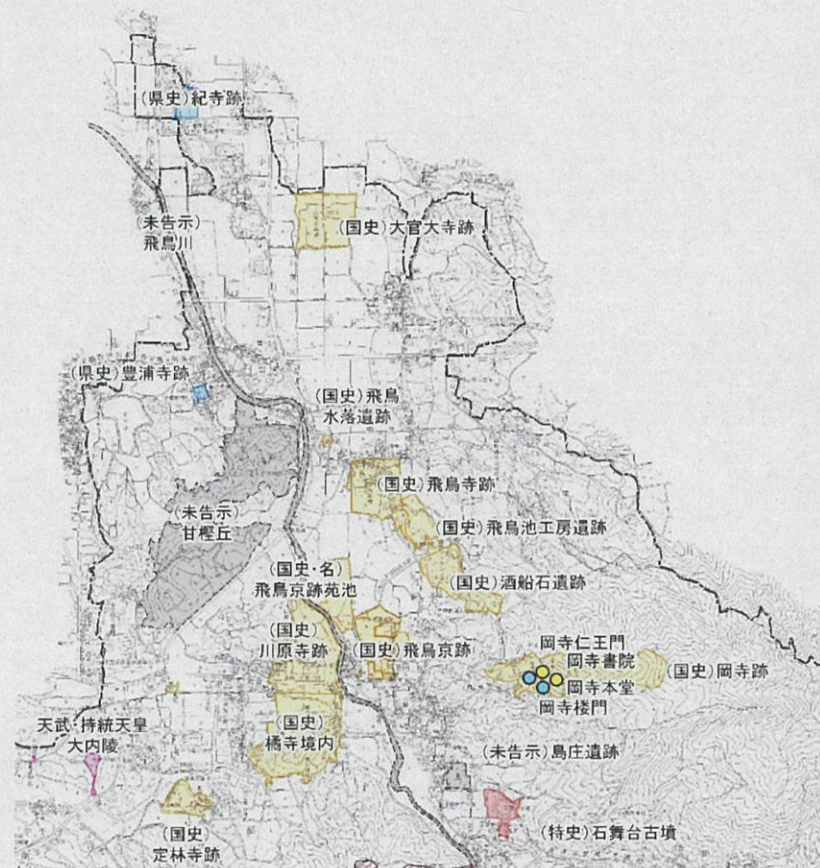 (県史)紀寺跡
(未告示)
飛鳥川
(国史)大官大寺跡
(県史)豊浦寺跡
(国史)飛鳥
水落遺跡
(国史)飛鳥寺跡
(未告示)
甘樫丘
(国史)飛鳥池工房遺跡
(国史・名)
飛鳥京跡苑池
(国史)酒船石遺跡
(国史)
川原寺跡
(国史)飛鳥京跡
岡寺仁王門
岡寺書院
(国史)岡寺跡
岡寺本堂
岡寺楼門
天武・持統天皇
大内陵
(国史)
橘寺境内
(未告示)島庄遺跡
(国史
定林寺跡
(特史)石舞台古墳